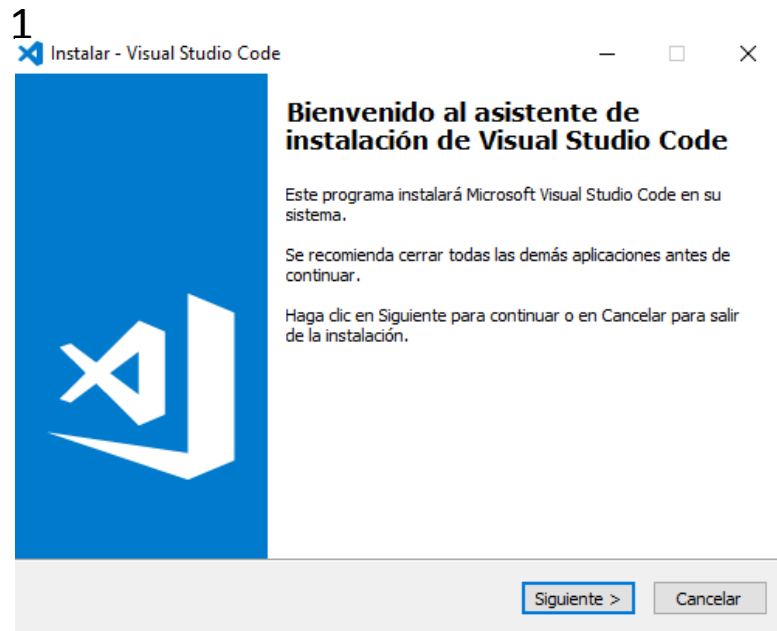 1
Instalar - Visual Studio Code
Bienvenido al asistente de
instalación de Visual Studio Code
Este programa instalará Microsoft Visual Studio Code en su
sistema.
Se recomienda cerrar todas las demás aplicaciones antes de
continuar.
Haga clic en Siguiente para continuar o en Cancelar para salir
de la instalación.
Siguiente > Cancelar